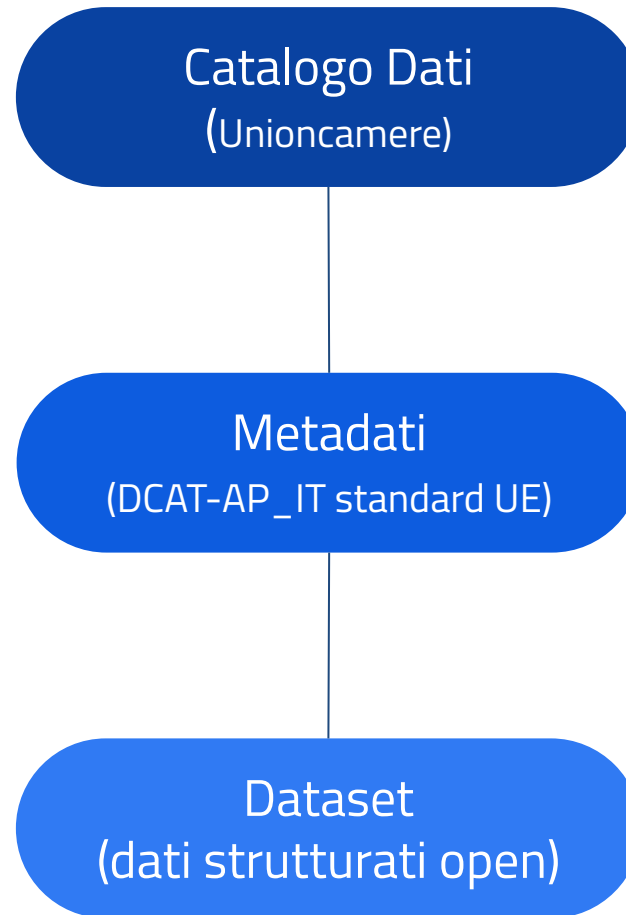 Catalogo Dati
(Unioncamere)
Metadati
(DCAT-AP_IT standard UE)
Dataset
(dati strutturati open)